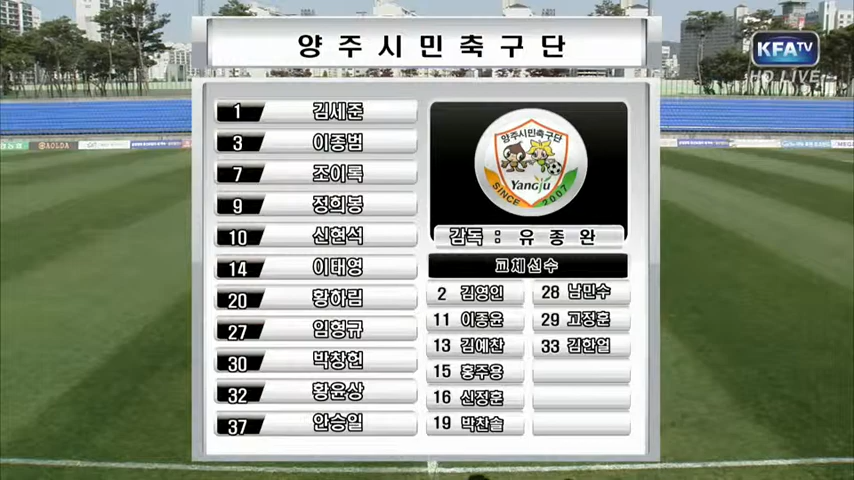 양주시민축구단
KFATV
HD LIVE
1 김세준
3 이종범
7 조이록
9 정희봉
10 신현석
14 이태영
20 황하림
27 임형규
30 박창헌
32 황윤상
37 안승일
양주시민축구단
Yangju
SINCE 2007
감독 : 유종완
교체선수
2 김영인
11 이종윤
13 김예찬
15 홍주용
16 신정훈
19 박찬솔
28 남민수
29 고정훈
33 김한얼
AOLDA